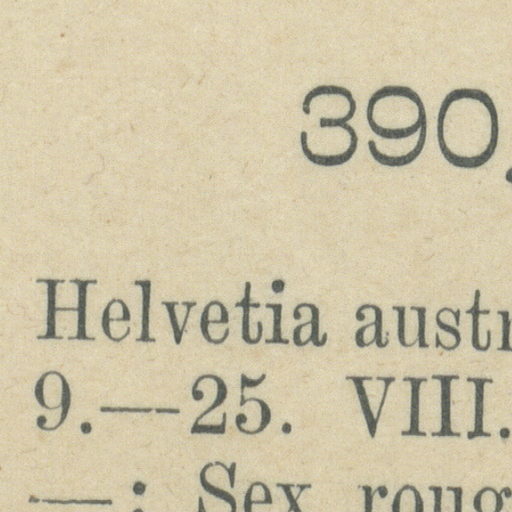 390.
Helvetia austr
9.—25. VIII.
—: Sex roug